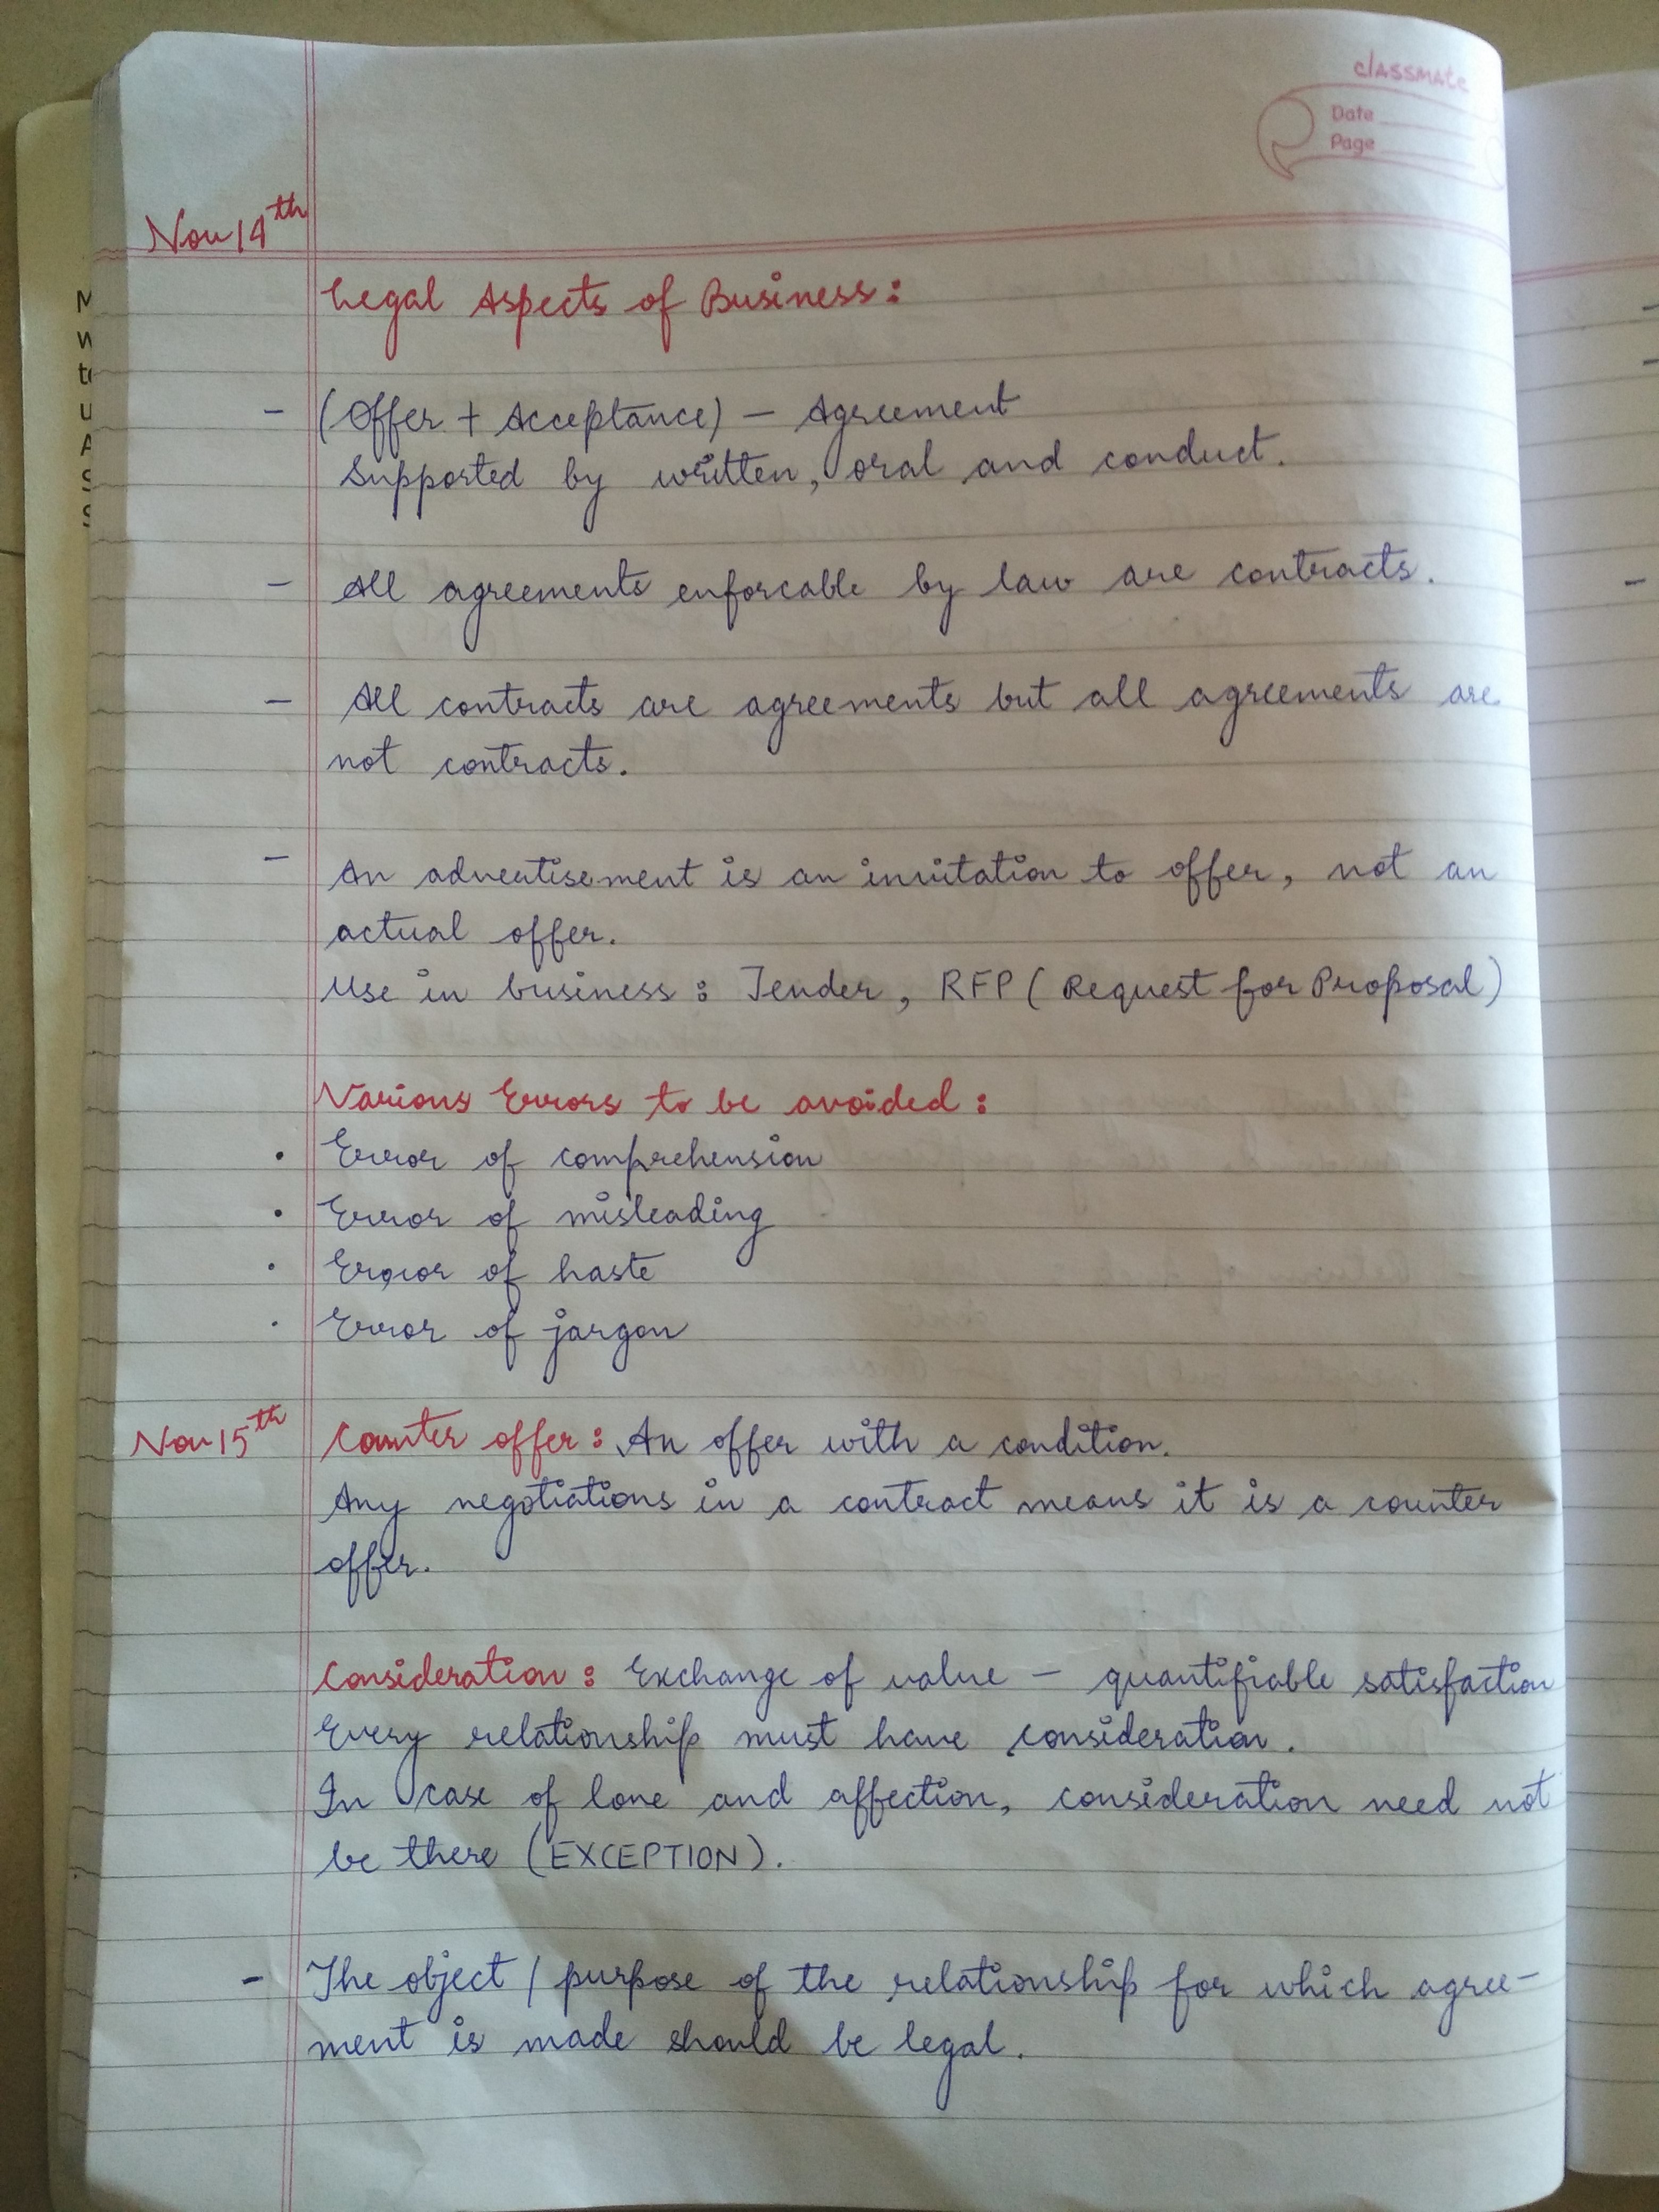 classmate
Date
Page
Nov 14th
Legal Aspects of Business:
- (Offer + Acceptance) - Agreement
Supported by written, oral and conduct.
- All agreements enforcable by law are contracts.
- All contracts are agreements but all agreements are
not contracts.
- An advertisement is an invitation to offer, not an
actual offer.
Use in business: Tender, RFP (Request for Proposal)
Various Errors to be avoided:
• Error of comprehension
• Error of misleading
• Error of haste
• Error of jargon
Nov 15th
Counter offer: An offer with a condition.
Any negotiations in a contract means it is a counter
offer.
Consideration: Exchange of value - quantifiable satisfaction
Every relationship must have consideration.
In case of love and affection, consideration need not
be there (EXCEPTION).
- The object / purpose of the relationship for which agree-
ment is made should be legal.